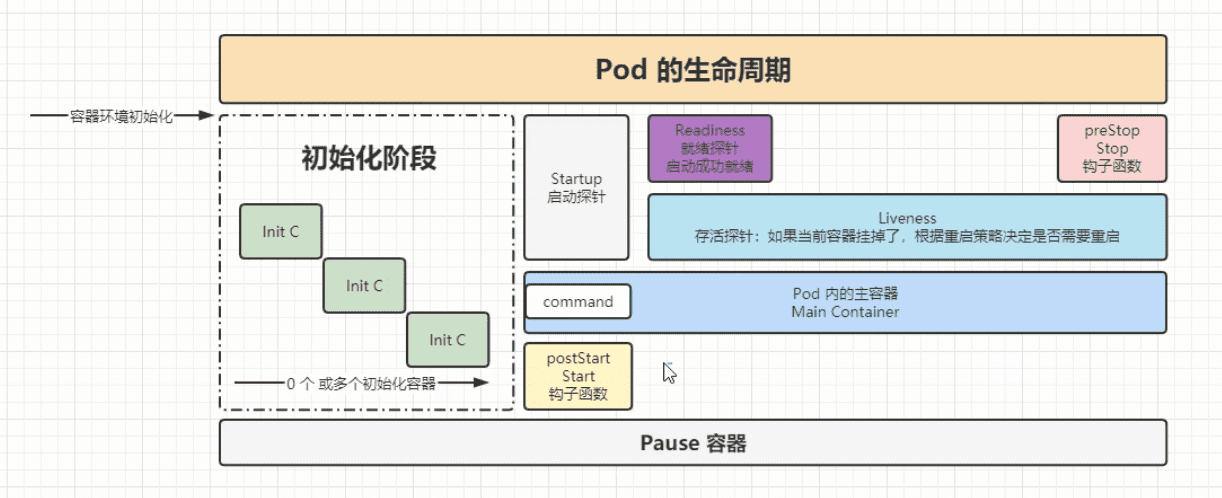 Pod 的生命周期
容器环境初始化
初始化阶段
Init C
Init C
Init C
0 个 或多个初始化容器
Startup
启动探针
Readiness
就绪探针
启动成功就绪
preStop
Stop
钩子函数
Liveness
存活探针：如果当前容器挂掉了，根据重启策略决定是否需要重启
command
Pod 内的主容器
Main Container
postStart
Start
钩子函数
Pause 容器